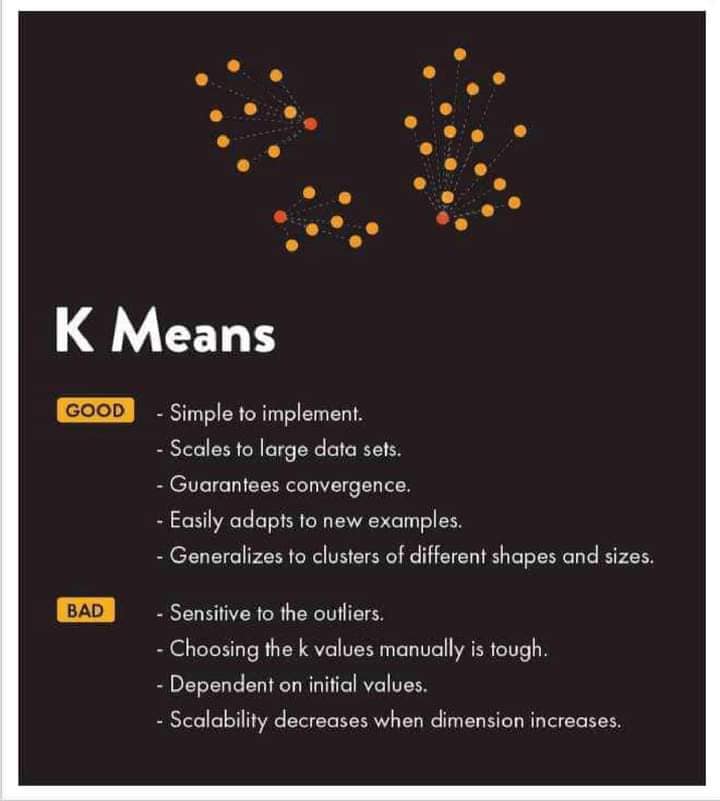 K Means
GOOD
- Simple to implement.
- Scales to large data sets.
- Guarantees convergence.
- Easily adapts to new examples.
- Generalizes to clusters of different shapes and sizes.
BAD
- Sensitive to the outliers.
- Choosing the k values manually is tough.
- Dependent on initial values.
- Scalability decreases when dimension increases.